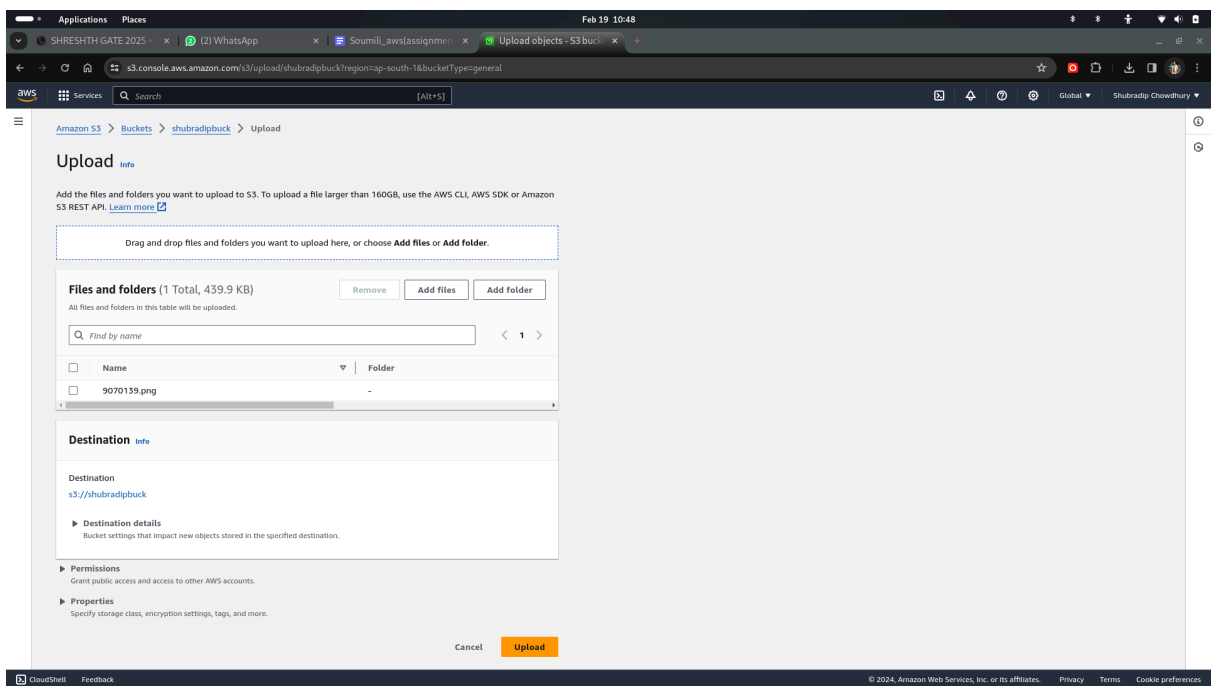 Applications Places Feb 19 10:48
SHRESHTH GATE 2025 - (2) WhatsApp Soumili_aws(assignmen Upload objects - S3 buck
s3.console.aws.amazon.com/s3/upload/shubradipbuck?region=ap-south-1&bucketType=general
aws Services Search [Alt+S] Global Shubradip Chowdhury
Amazon S3 > Buckets > shubradipbuck > Upload
Upload Info
Add the files and folders you want to upload to S3. To upload a file larger than 160GB, use the AWS CLI, AWS SDK or Amazon
S3 REST API. Learn more
Drag and drop files and folders you want to upload here, or choose Add files or Add folder.
Files and folders (1 Total, 439.9 KB) Remove Add files Add folder
All files and folders in this table will be uploaded.
Find by name < 1 >
Name Folder
9070139.png -
Destination Info
Destination
s3://shubradipbuck
Destination details
Bucket settings that impact new objects stored in the specified destination.
Permissions
Grant public access and access to other AWS accounts.
Properties
Specify storage class, encryption settings, tags, and more.
Cancel Upload
CloudShell Feedback © 2024, Amazon Web Services, Inc. or its affiliates. Privacy Terms Cookie preferences